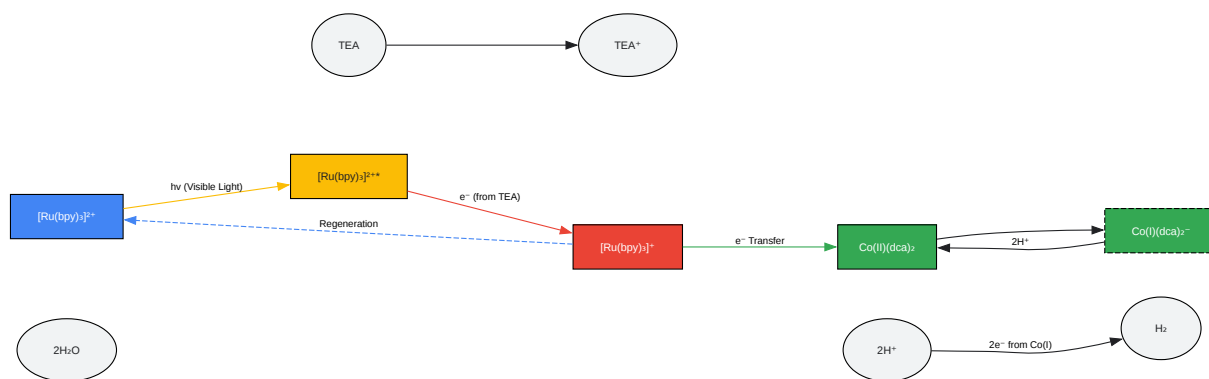 TEA
TEA⁺
[Ru(bpy)₃]²⁺*
hν (Visible Light)
e⁻ (from TEA)
[Ru(bpy)₃]²⁺
Regeneration
[Ru(bpy)₃]⁺
e⁻ Transfer
Co(II)(dca)₂
2H⁺
Co(I)(dca)₂⁻
2H₂O
2H⁺
2e⁻ from Co(I)
H₂